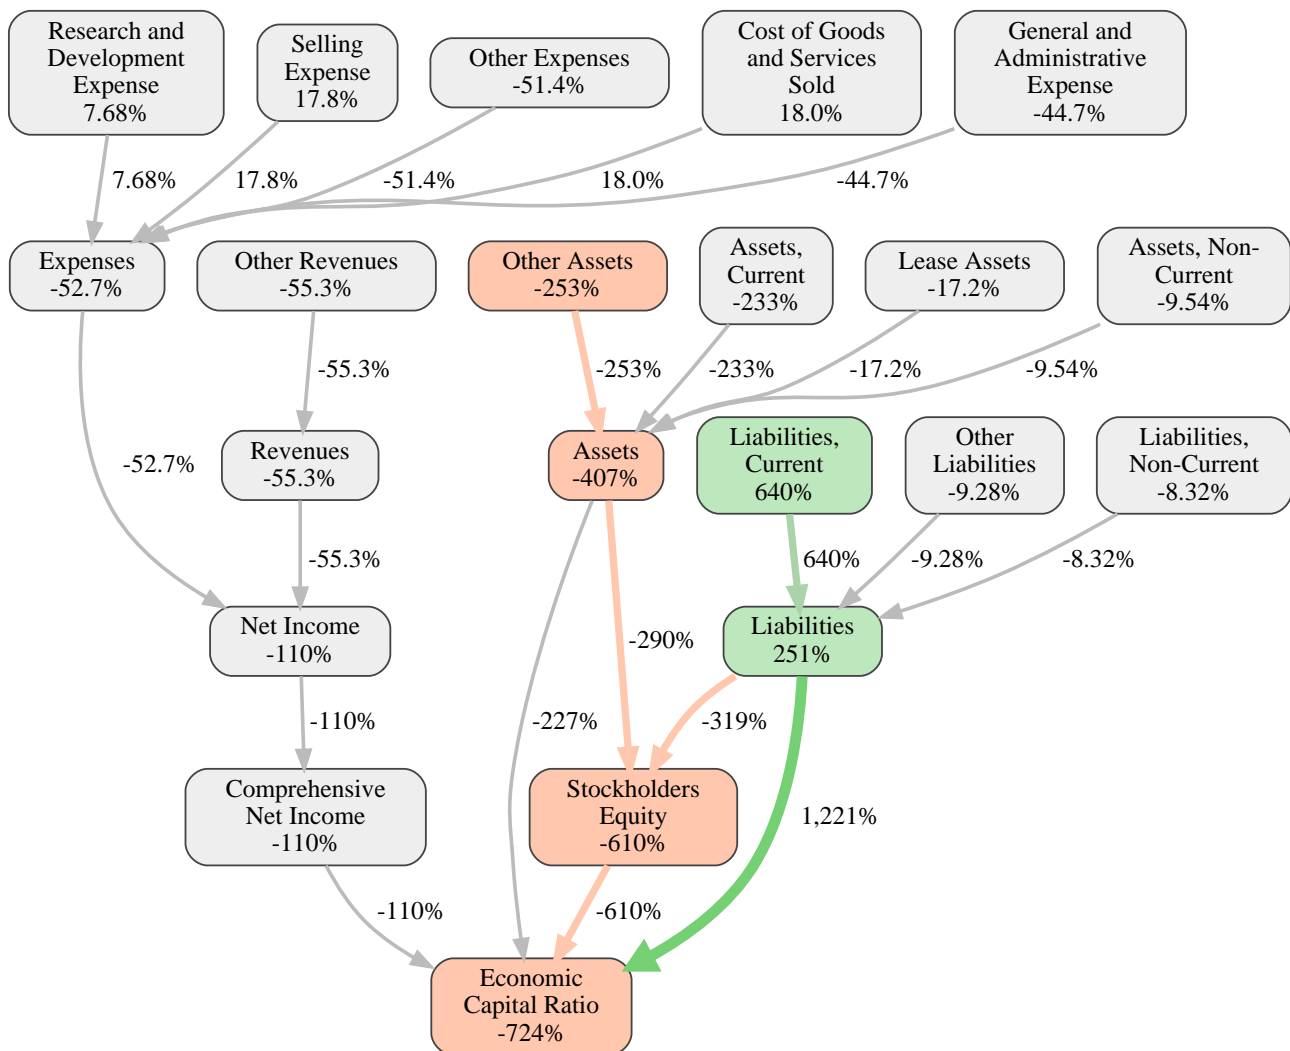 Research and
Development
Expense
7.68%
Selling
Expense
17.8%
Other Expenses
-51.4%
Cost of Goods
and Services
Sold
18.0%
General and
Administrative
Expense
-44.7%
7.68%
17.8%
-51.4%
18.0%
-44.7%
Expenses
-52.7%
Other Revenues
-55.3%
Other Assets
-253%
Assets,
Current
-233%
Lease Assets
-17.2%
Assets, Non-
Current
-9.54%
-55.3%
-253%
-233%
-17.2%
-9.54%
-52.7%
Revenues
-55.3%
Assets
-407%
Liabilities,
Current
640%
Other
Liabilities
-9.28%
Liabilities,
Non-Current
-8.32%
-55.3%
640%
-9.28%
-8.32%
Net Income
-110%
-290%
Liabilities
251%
-110%
-227%
-319%
Comprehensive
Net Income
-110%
Stockholders
Equity
-610%
1,221%
-110%
-610%
Economic
Capital Ratio
-724%